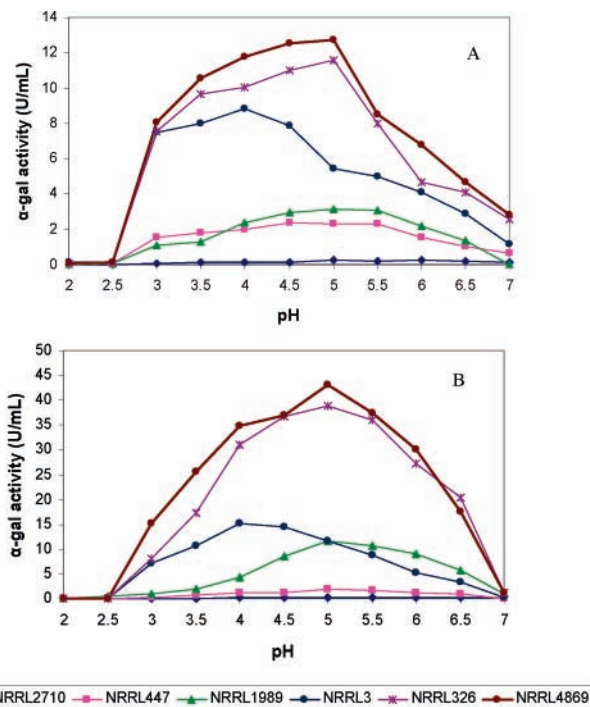 A
14
12
10
8
6
4
2
0
α-gal activity (U/mL)
2 2.5 3 3.5 4 4.5 5 5.5 6 6.5 7
pH
B
50
45
40
35
30
25
20
15
10
5
0
α-gal activity (U/mL)
2 2.5 3 3.5 4 4.5 5 5.5 6 6.5 7
pH
NRRL2710 NRRL447 NRRL1989 NRRL3 NRRL326 NRRL4869